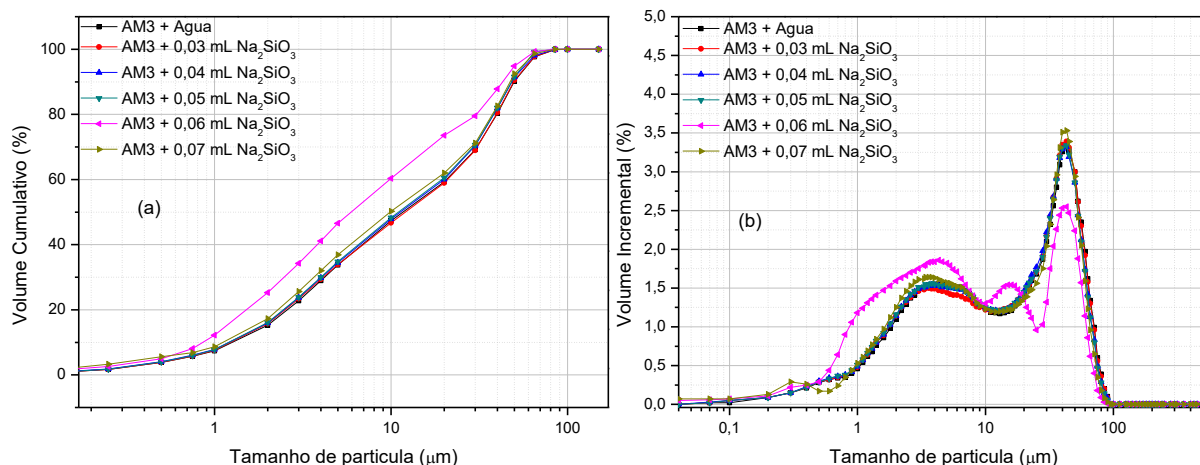 AM3 + Agua
AM3 + 0,03 mL Na2SiO3
AM3 + 0,04 mL Na2SiO3
AM3 + 0,05 mL Na2SiO3
AM3 + 0,06 mL Na2SiO3
AM3 + 0,07 mL Na2SiO3
100
80
60
40
20
0
Volume Cumulativo (%)
(a)
1
10
100
Tamanho de particula (μm)
AM3 + Agua
AM3 + 0,03 mL Na2SiO3
AM3 + 0,04 mL Na2SiO3
AM3 + 0,05 mL Na2SiO3
AM3 + 0,06 mL Na2SiO3
AM3 + 0,07 mL Na2SiO3
5,0
4,5
4,0
3,5
3,0
2,5
2,0
1,5
1,0
0,5
0,0
Volume Incremental (%)
(b)
0,1
1
10
100
Tamanho de particula (μm)